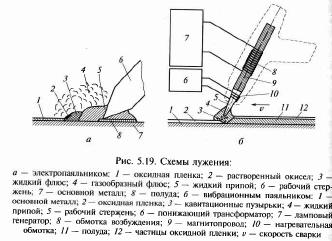 7
6
8
9
10
1
2
3
4
5
6
5
4
3
v
1
2
3
4
5
6
8
7
11
12
а
б
Рис. 5.19. Схемы лужения:
а — электропаяльником: 1 — оксидная пленка; 2 — растворенный окисел; 3 —
жидкий флюс; 4 — газообразный флюс; 5 — жидкий припой; 6 — рабочий стер-
жень; 7 — основной металл; 8 — полуда; б — вибрационным паяльником: 1 —
основной металл; 2 — оксидная пленка; 3 — кавитационные пузырьки; 4 — жидкий
припой; 5 — рабочий стержень; 6 — понижающий трансформатор; 7 — ламповый
генератор; 8 — обмотка возбуждения; 9 — магнитопровод; 10 — нагревательная
обмотка; 11 — полуда; 12 — частицы оксидной пленки; v — скорость сварки